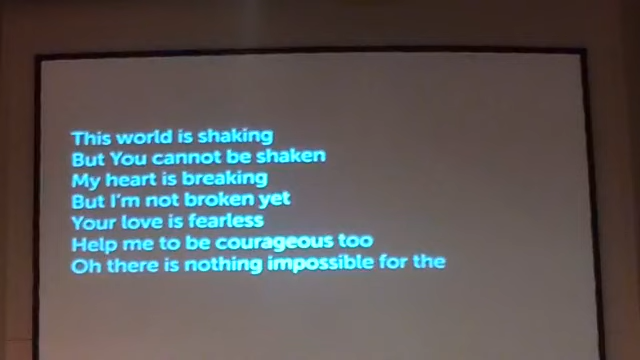 This world is shaking
But You cannot be shaken
My heart is breaking
But I'm not broken yet
Your love is fearless
Help me to be courageous too
Oh there is nothing impossible for the